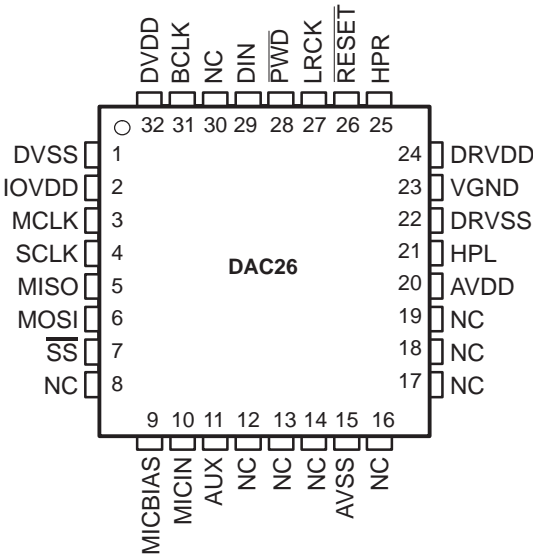 DVDD
BCLK
NC
DIN
PWD
LRCK
RESET
HPR
32 31 30 29 28 27 26 25
DVSS 1
IOVDD 2
MCLK 3
SCLK 4
MISO 5
MOSI 6
SS 7
NC 8
DAC26
24 DRVDD
23 VGND
22 DRVSS
21 HPL
20 AVDD
19 NC
18 NC
17 NC
9 10 11 12 13 14 15 16
MICBIAS
MICIN
AUX
NC
NC
NC
AVSS
NC